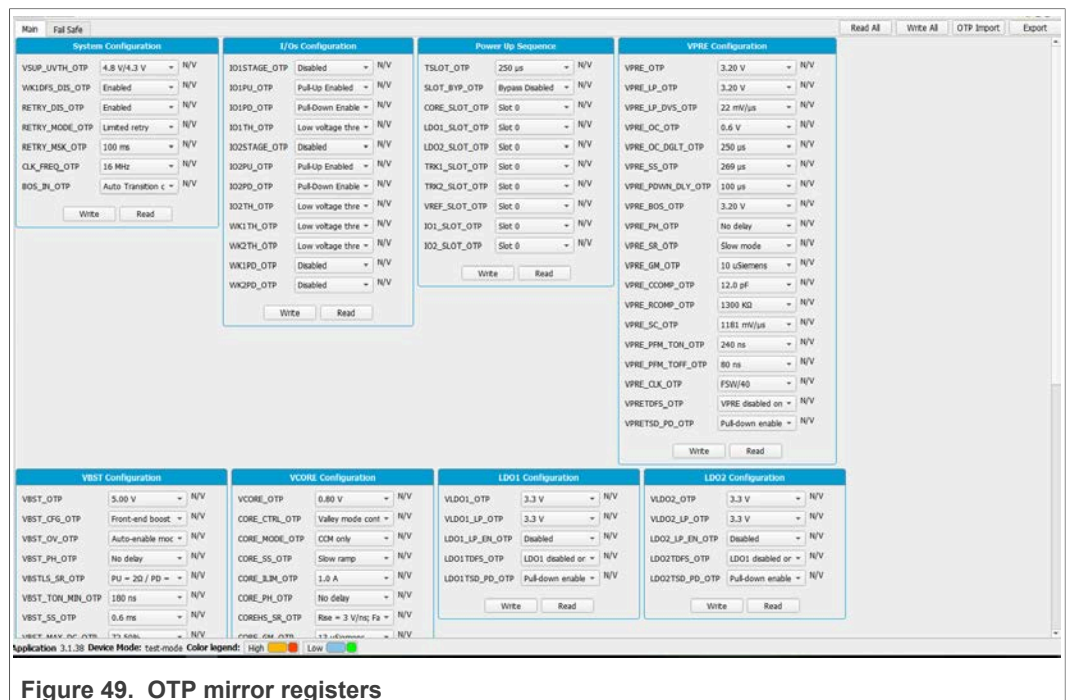 Main Fail Safe Read All Write All OTP Import Export
System Configuration
VSUP_UVTH_OTP 4.8 V/4.3 V N/V
WK1DFS_DIS_OTP Enabled N/V
RETRY_DIS_OTP Enabled N/V
RETRY_MODE_OTP Limited retry N/V
RETRY_MSK_OTP 100 ms N/V
CLK_FREQ_OTP 16 MHz N/V
BOS_IN_OTP Auto Transition c N/V
Write Read
I/Os Configuration
IO1STAGE_OTP Disabled N/V
IO1PU_OTP Pull-Up Enabled N/V
IO1PD_OTP Pull-Down Enable N/V
IO1TH_OTP Low voltage thre N/V
IO2STAGE_OTP Disabled N/V
IO2PU_OTP Pull-Up Enabled N/V
IO2PD_OTP Pull-Down Enable N/V
IO2TH_OTP Low voltage thre N/V
WK1TH_OTP Low voltage thre N/V
WK2TH_OTP Low voltage thre N/V
WK1PD_OTP Disabled N/V
WK2PD_OTP Disabled N/V
Write Read
Power Up Sequence
TSLOT_OTP 250 µs N/V
SLOT_BYP_OTP Bypass Disabled N/V
CORE_SLOT_OTP Slot 0 N/V
LDO1_SLOT_OTP Slot 0 N/V
LDO2_SLOT_OTP Slot 0 N/V
TRK1_SLOT_OTP Slot 0 N/V
TRK2_SLOT_OTP Slot 0 N/V
VREF_SLOT_OTP Slot 0 N/V
IO1_SLOT_OTP Slot 0 N/V
IO2_SLOT_OTP Slot 0 N/V
Write Read
VPRE Configuration
VPRE_OTP 3.20 V N/V
VPRE_LP_OTP 3.20 V N/V
VPRE_LP_DVS_OTP 22 mV/µs N/V
VPRE_OC_OTP 0.6 V N/V
VPRE_OC_DGLT_OTP 250 µs N/V
VPRE_SS_OTP 269 µs N/V
VPRE_PDWN_DLY_OTP 100 µs N/V
VPRE_BOS_OTP 3.20 V N/V
VPRE_PH_OTP No delay N/V
VPRE_SR_OTP Slow mode N/V
VPRE_GM_OTP 10 uSiemens N/V
VPRE_CCOMP_OTP 12.0 pF N/V
VPRE_RCOMP_OTP 1300 KΩ N/V
VPRE_SC_OTP 1181 mV/µs N/V
VPRE_PFM_TON_OTP 240 ns N/V
VPRE_PFM_TOFF_OTP 80 ns N/V
VPRE_CLK_OTP FSW/40 N/V
VPRETDFS_OTP VPRE disabled on N/V
VPRETSD_PD_OTP Pull-down enable N/V
Write Read
VBST Configuration
VBST_OTP 5.00 V N/V
VBST_CFG_OTP Front-end boost N/V
VBST_OV_OTP Auto-enable moc N/V
VBST_PH_OTP No delay N/V
VBSTLS_SR_OTP PU = 2Ω / PD = N/V
VBST_TON_MIN_OTP 180 ns N/V
VBST_SS_OTP 0.6 ms N/V
VBST_MAX_DC_OTP 72.50% N/V
VCORE Configuration
VCORE_OTP 0.80 V N/V
CORE_CTRL_OTP Valley mode cont N/V
CORE_MODE_OTP CCM only N/V
CORE_SS_OTP Slow ramp N/V
CORE_ILIM_OTP 1.0 A N/V
CORE_PH_OTP No delay N/V
COREHS_SR_OTP Rise = 3 V/ns; Fa N/V
CORE_GM_OTP 13 uSiemens N/V
LDO1 Configuration
VLDO1_OTP 3.3 V N/V
VLDO1_LP_OTP 3.3 V N/V
LDO1_LP_EN_OTP Disabled N/V
LDO1TDFS_OTP LDO1 disabled or N/V
LDO1TSD_PD_OTP Pull-down enable N/V
Write Read
LDO2 Configuration
VLDO2_OTP 3.3 V N/V
VLDO2_LP_OTP 3.3 V N/V
LDO2_LP_EN_OTP Disabled N/V
LDO2TDFS_OTP LDO1 disabled or N/V
LDO2TSD_PD_OTP Pull-down enable N/V
Write Read
Application 3.1.38 Device Mode: test-mode Color legend: High Low
Figure 49. OTP mirror registers